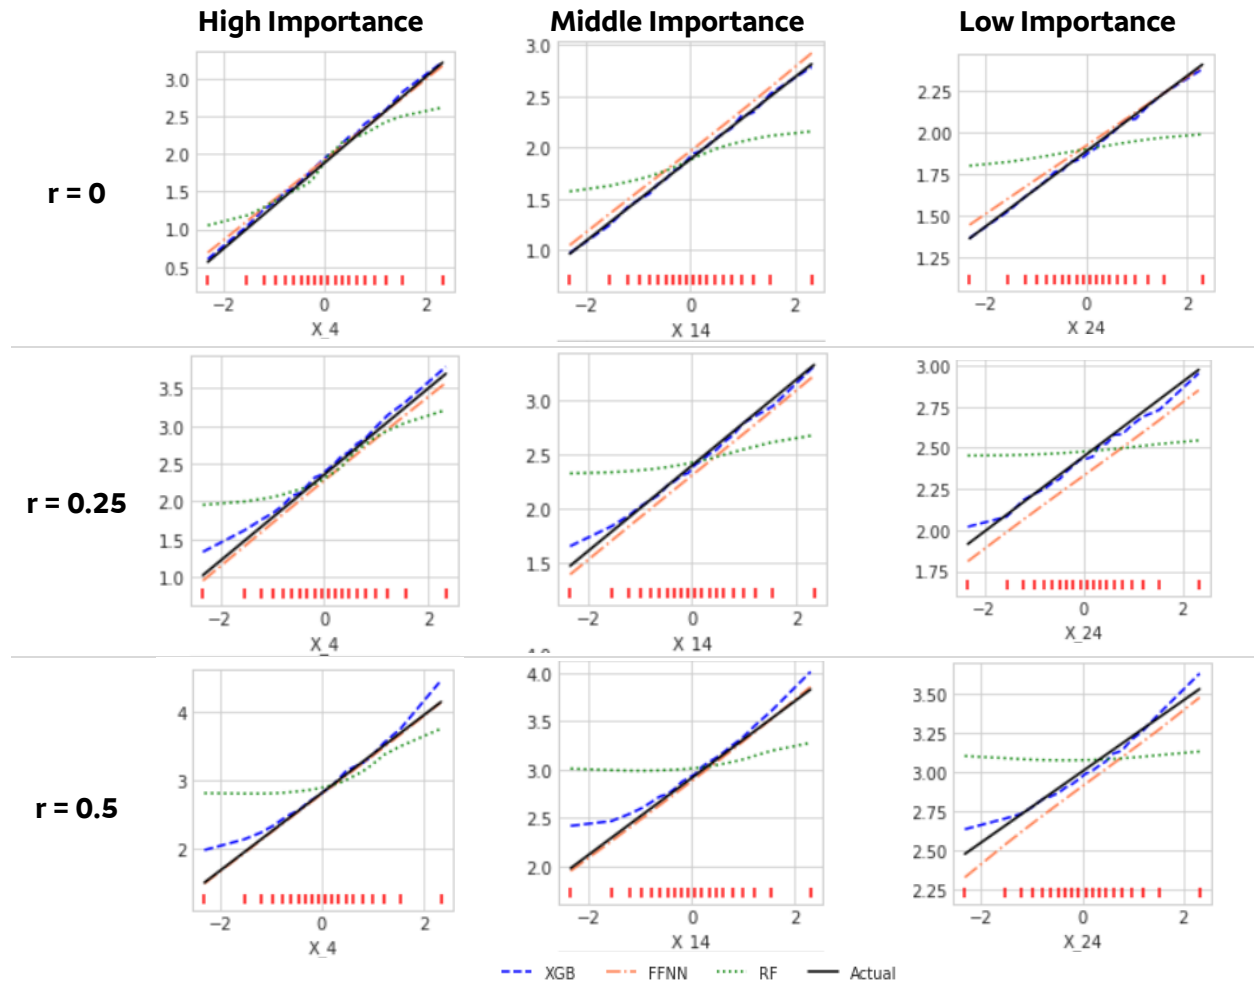 High Importance Middle Importance Low Importance
r = 0
3.0
2.5
2.0
1.5
1.0
0.5
−2 0 2
X_4
3.0
2.5
2.0
1.5
1.0
−2 0 2
X 14
2.25
2.00
1.75
1.50
1.25
−2 0 2
X 24
r = 0.25
3.5
3.0
2.5
2.0
1.5
1.0
−2 0 2
X_4
3.0
2.5
2.0
1.5
−2 0 2
X 14
3.00
2.75
2.50
2.25
2.00
1.75
−2 0 2
X_24
r = 0.5
4
3
2
−2 0 2
X_4
4.0
3.5
3.0
2.5
2.0
−2 0 2
X 14
3.50
3.25
3.00
2.75
2.50
2.25
−2 0 2
X_24
XGB FFNN RF Actual